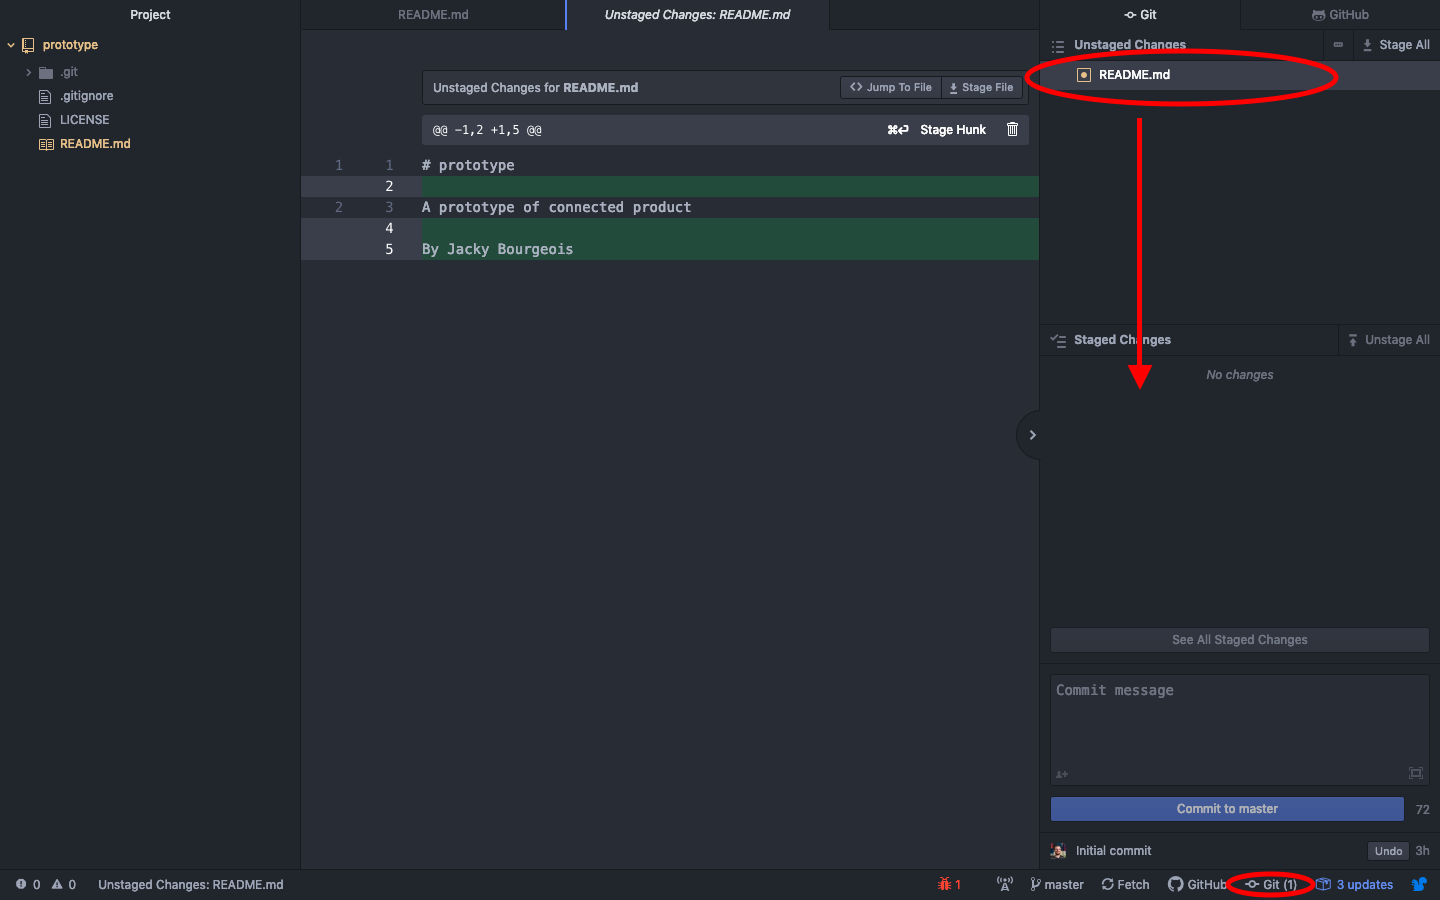 Project
README.md
Unstaged Changes: README.md
Git
GitHub
prototype
.git
.gitignore
LICENSE
README.md
Unstaged Changes for README.md
Jump To File
Stage File
@@ -1,2 +1,5 @@
⌘⏎ Stage Hunk
1 1 # prototype
2
2 3 A prototype of connected product
4
5 By Jacky Bourgeois
Unstaged Changes
Stage All
README.md
Staged Changes
Unstage All
No changes
See All Staged Changes
Commit message
Commit to master
72
Initial commit
Undo
3h
0 0 Unstaged Changes: README.md
1
master
Fetch
GitHub
Git (1)
3 updates